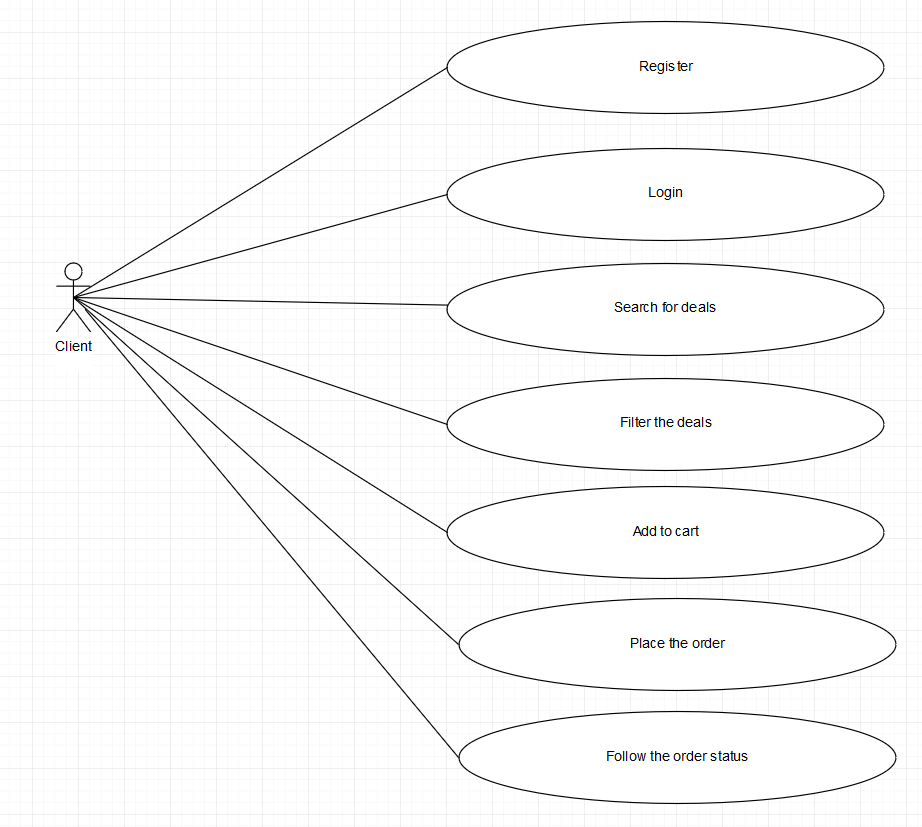 Register
Login
Client
Search for deals
Filter the deals
Add to cart
Place the order
Follow the order status